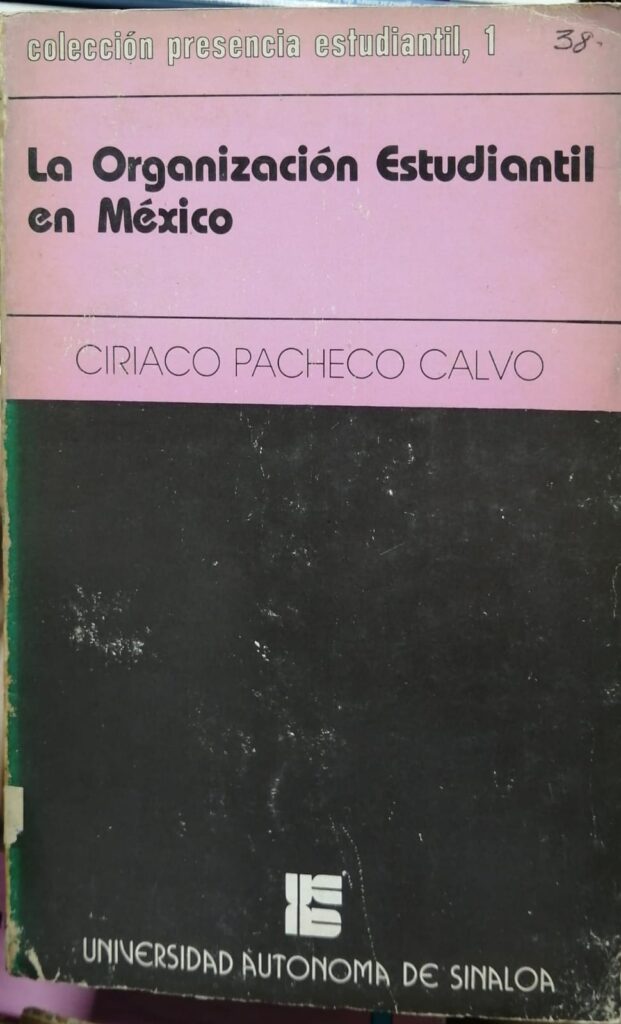 colección presencia estudiantil, 1
38.
La Organización Estudiantil
en México
CIRIACO PACHECO CALVO
UNIVERSIDAD AUTONOMA DE SINALOA